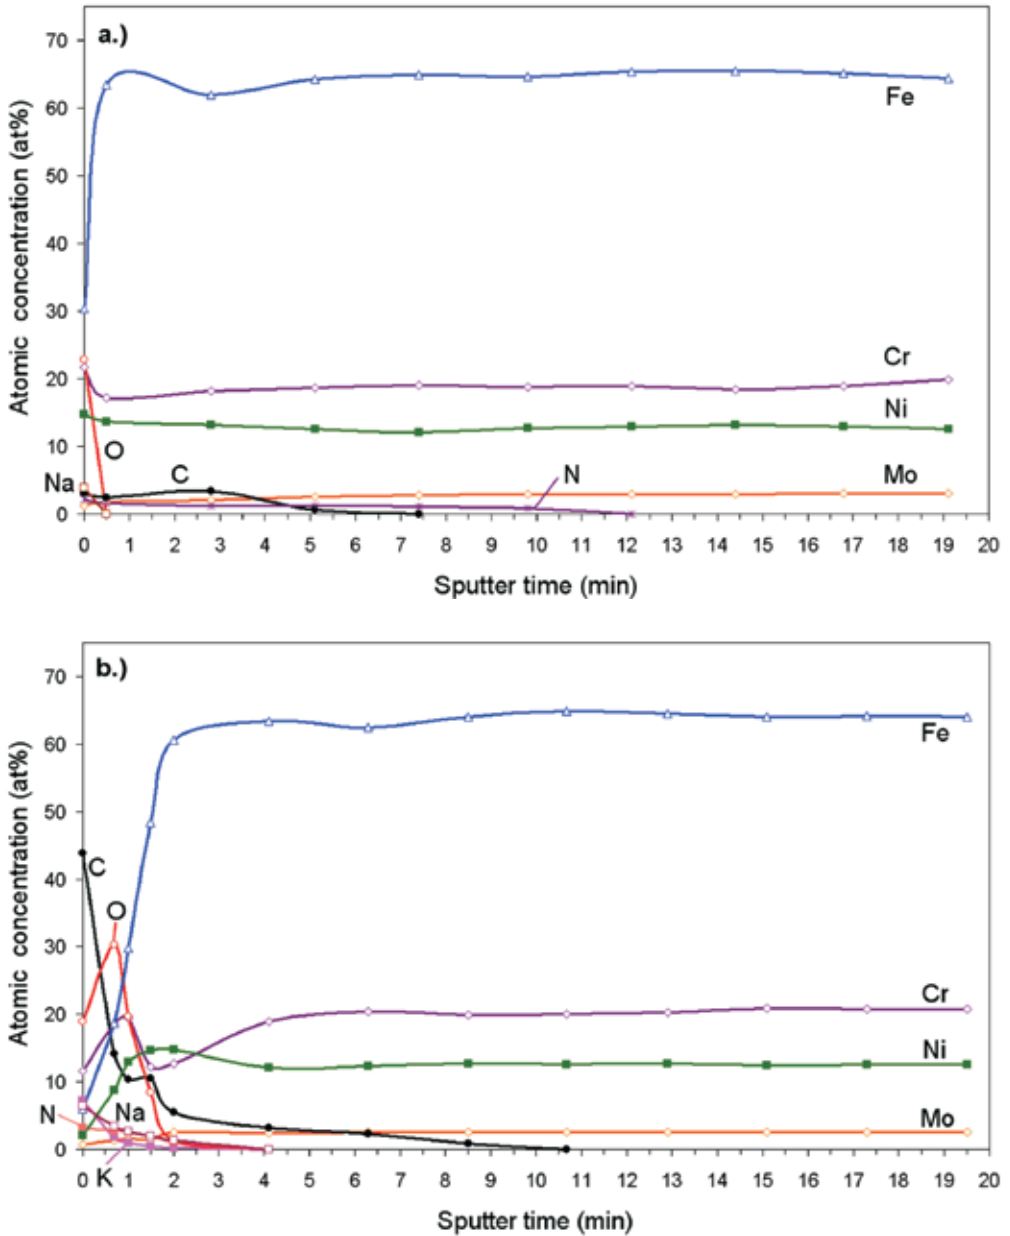 a.)
70
60
50
40
30
20
10
0
Atomic concentration (at%)
Fe
Cr
Ni
O
C
Na
N
Mo
0 1 2 3 4 5 6 7 8 9 10 11 12 13 14 15 16 17 18 19 20
Sputter time (min)
b.)
70
60
50
40
30
20
10
0
Atomic concentration (at%)
Fe
C
O
Cr
Ni
N
Na
Mo
K
0 1 2 3 4 5 6 7 8 9 10 11 12 13 14 15 16 17 18 19 20
Sputter time (min)